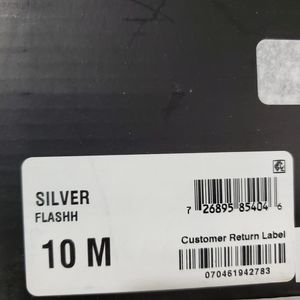 SILVER
FLASHH
10 M
7 26895 85404 6
Customer Return Label
070461942783